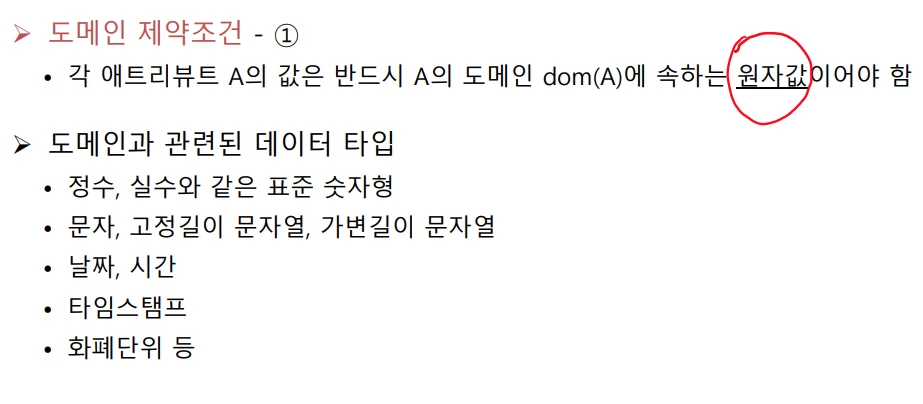 ➢ 도메인 제약조건 - ①
• 각 애트리뷰트 A의 값은 반드시 A의 도메인 dom(A)에 속하는 원자값이어야 함
➢ 도메인과 관련된 데이터 타입
• 정수, 실수와 같은 표준 숫자형
• 문자, 고정길이 문자열, 가변길이 문자열
• 날짜, 시간
• 타임스탬프
• 화폐단위 등